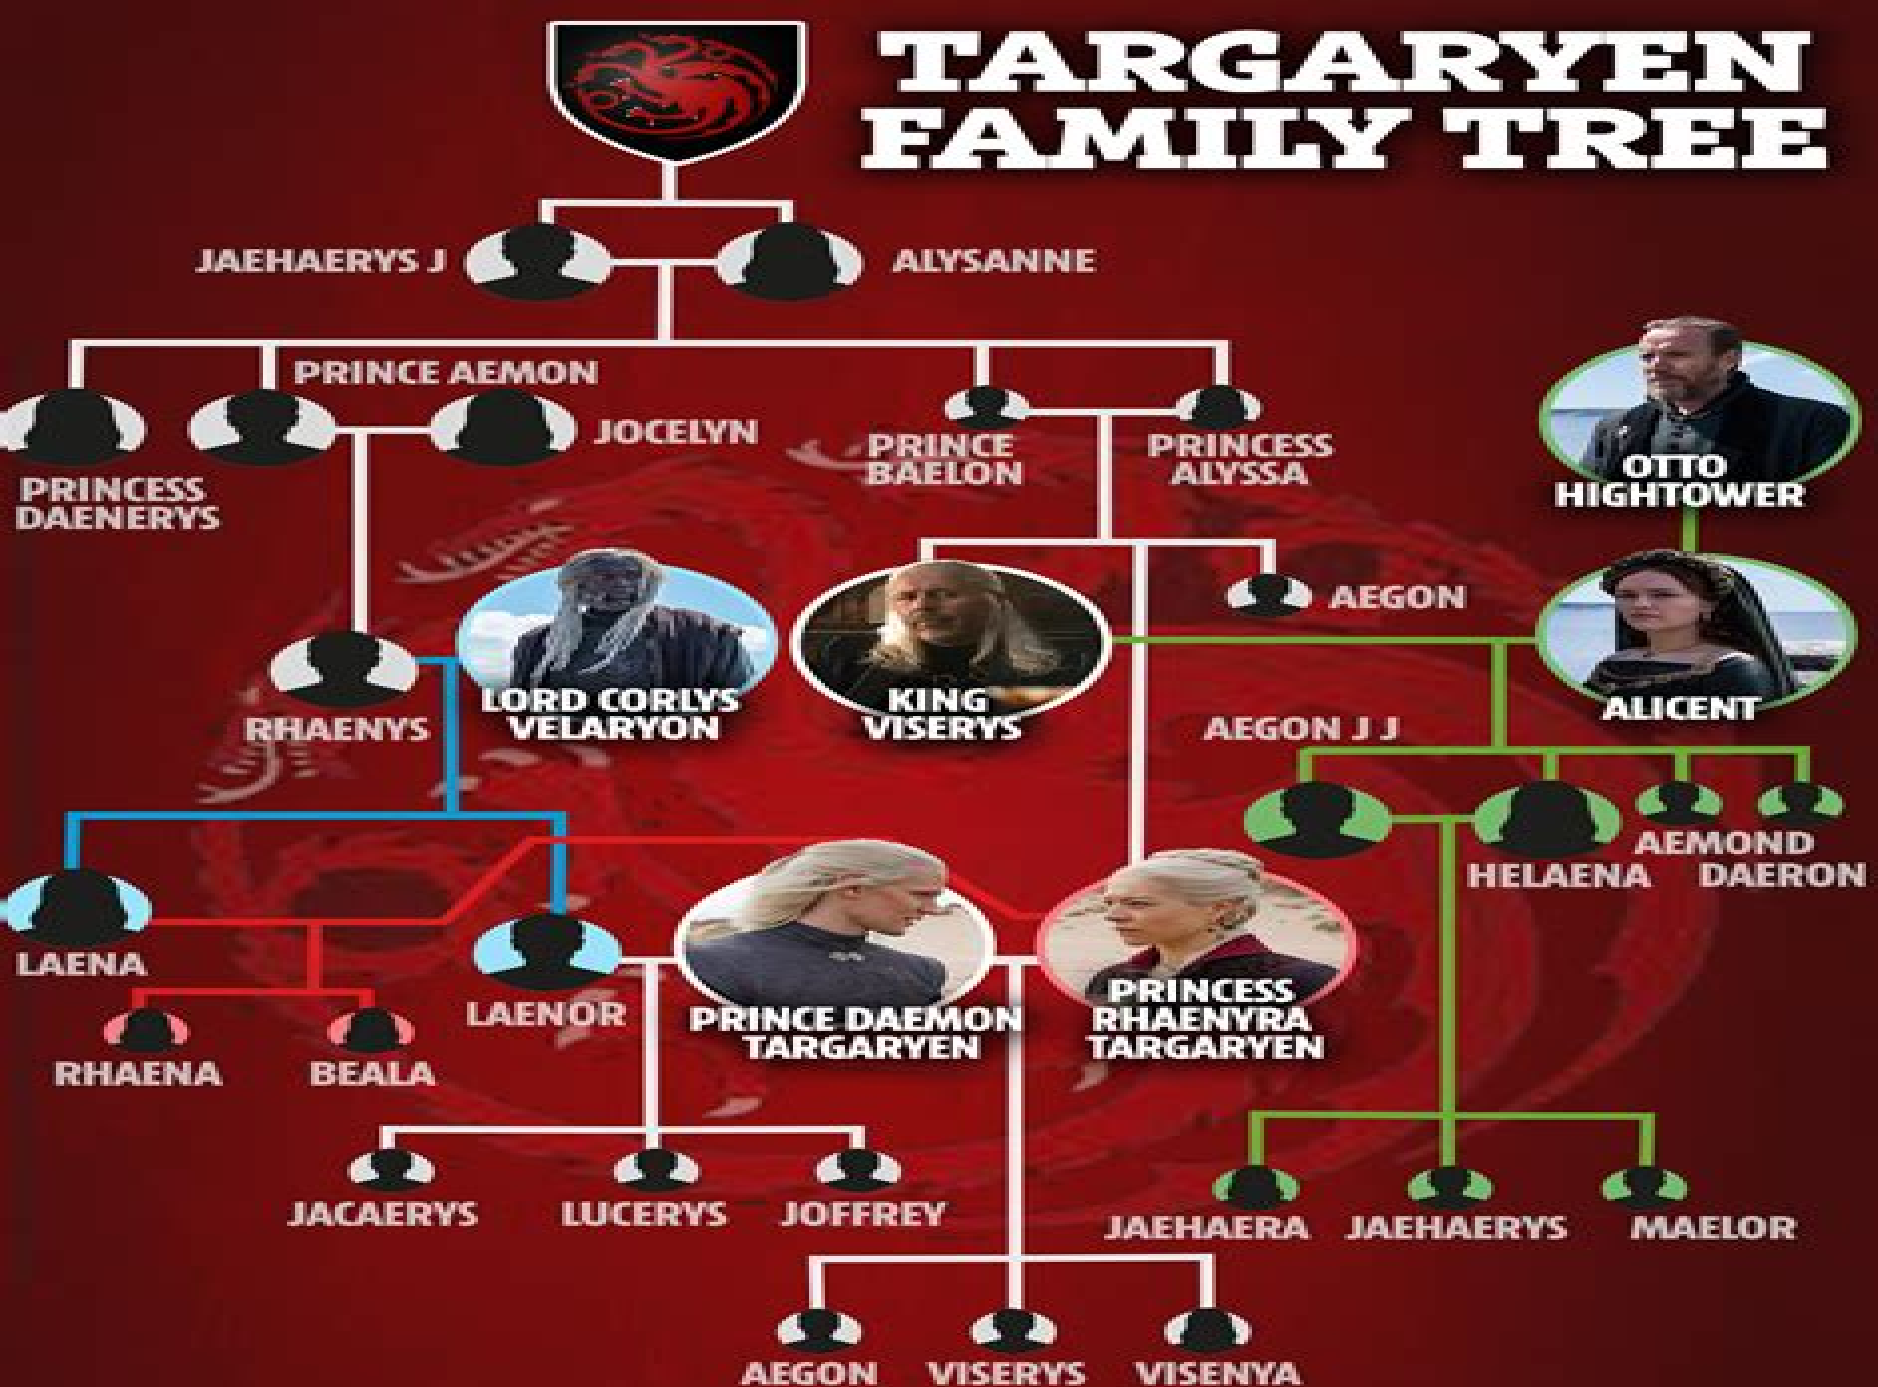 TARGARYEN
FAMILY TREE
JAEHAERYS J
ALYSANNE
PRINCE AEMON
JOCELYN
PRINCESS
DAENERYS
PRINCE
BAELON
PRINCESS
ALYSSA
OTTO
HIGHTOWER
AEGON
RHAENYS
LORD CORLYS
VELARYON
KING
VISERYS
ALICENT
AEGON J J
HELAENA
AEMOND
DAERON
LAENA
LAENOR
PRINCE DAEMON
TARGARYEN
PRINCESS
RHAENYRA
TARGARYEN
RHAENA
BEALA
JACAERYS
LUCERYS
JOFFREY
JAEHAERA
JAEHAERYS
MAELOR
AEGON
VISERYS
VISENYA